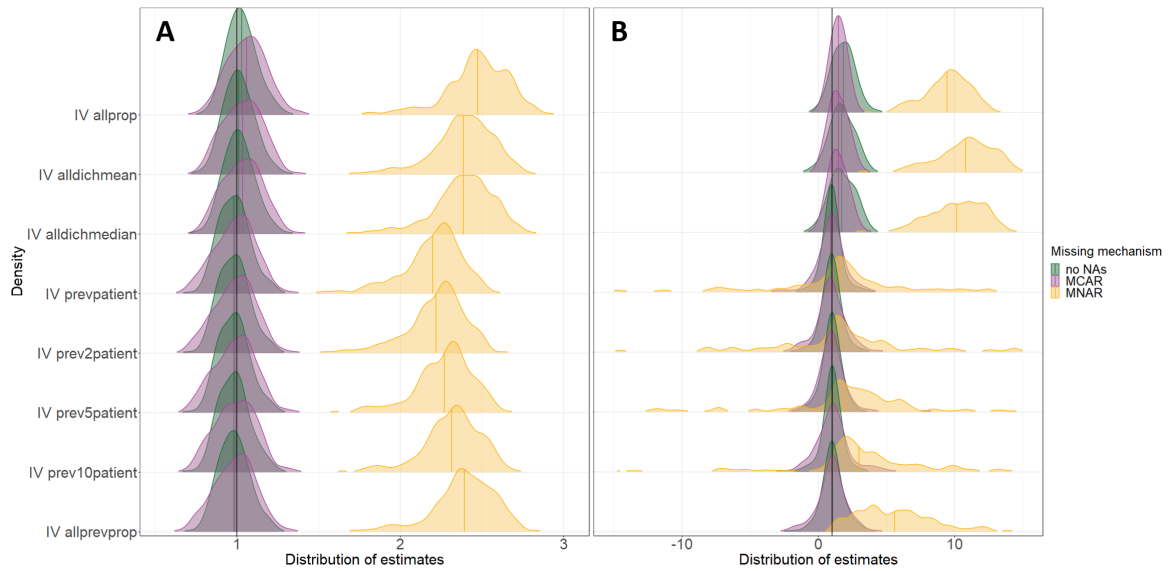 A
B
Density
IV allprop
IV alldichmean
IV alldichmedian
IV prevpatient
IV prev2patient
IV prev5patient
IV prev10patient
IV allprevprop
1
2
3
-10
0
10
Distribution of estimates
Distribution of estimates
Missing mechanism
no NAs
MCAR
MNAR